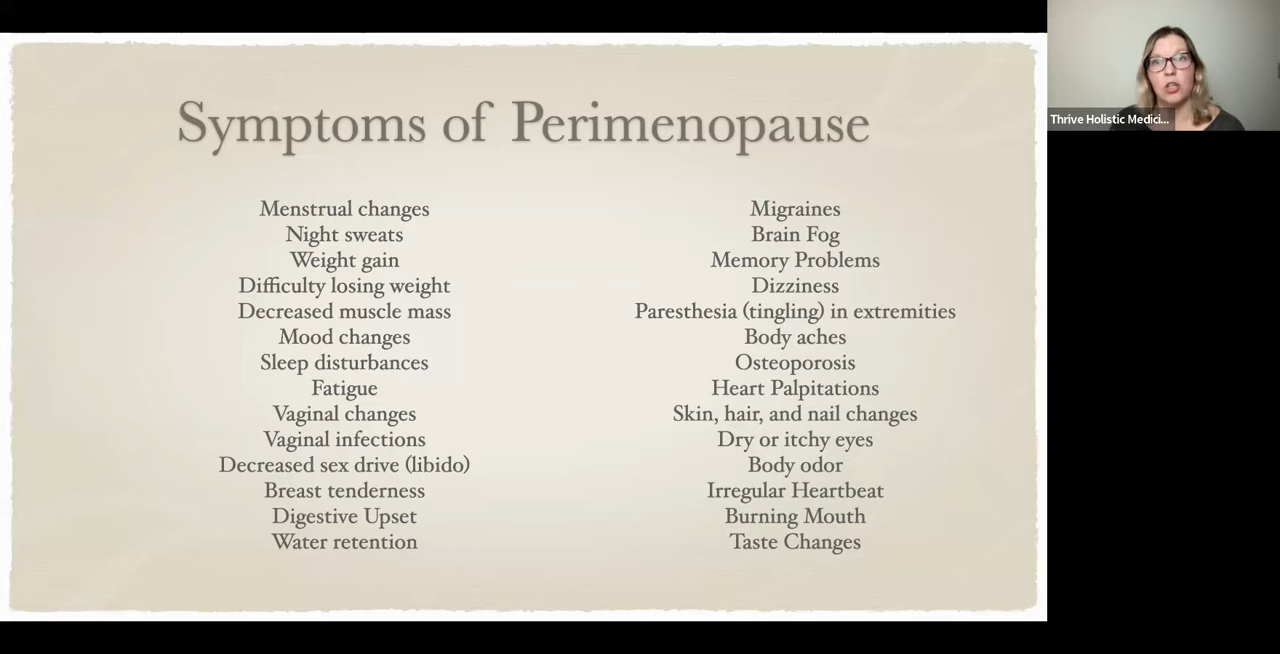 Symptoms of Perimenopause
Menstrual changes
Night sweats
Weight gain
Difficulty losing weight
Decreased muscle mass
Mood changes
Sleep disturbances
Fatigue
Vaginal changes
Vaginal infections
Decreased sex drive (libido)
Breast tenderness
Digestive Upset
Water retention
Migraines
Brain Fog
Memory Problems
Dizziness
Paresthesia (tingling) in extremities
Body aches
Osteoporosis
Heart Palpitations
Skin, hair, and nail changes
Dry or itchy eyes
Body odor
Irregular Heartbeat
Burning Mouth
Taste Changes
Thrive Holistic Medici...